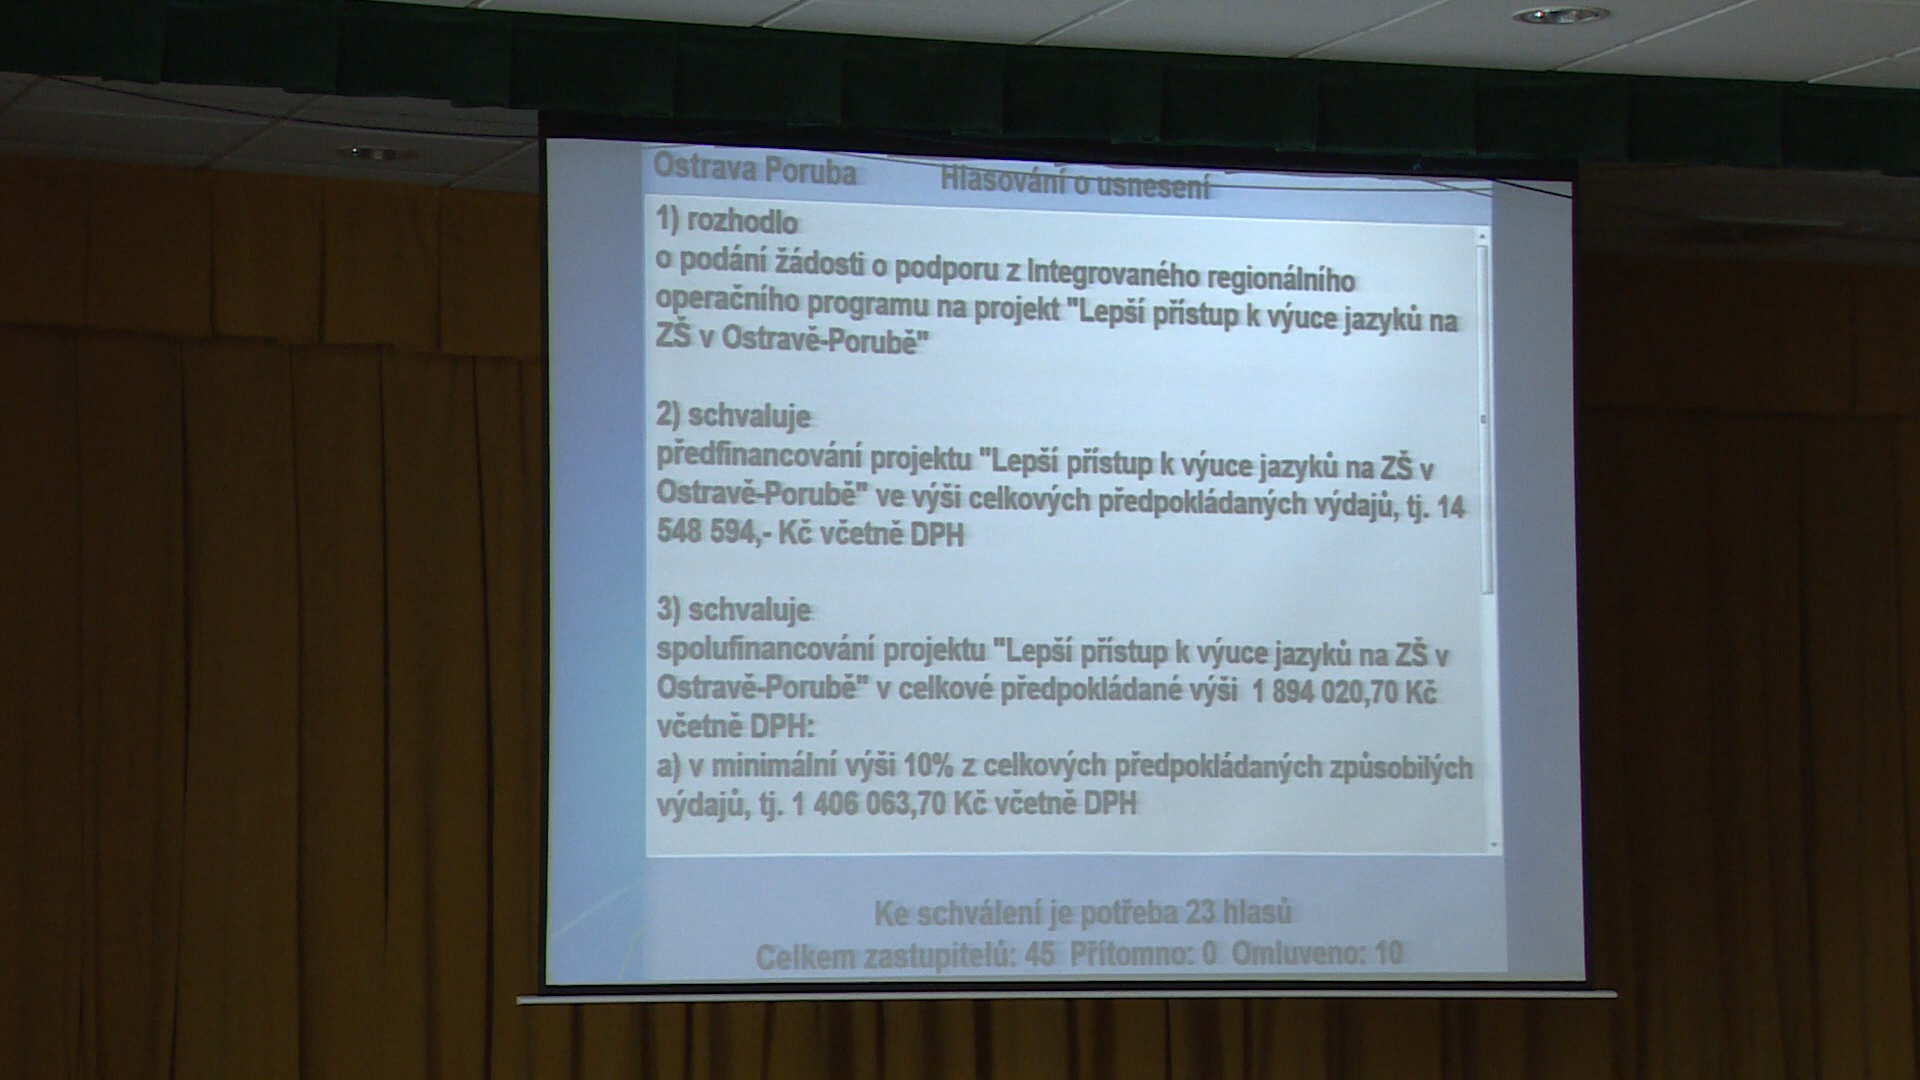 Ostrava Poruba Hlasování o usnesení
1) rozhodlo
o podání žádosti o podporu z Integrovaného regionálního
operačního programu na projekt "Lepší přístup k výuce jazyků na
ZŠ v Ostravě-Porubě"
2) schvaluje
předfinancování projektu "Lepší přístup k výuce jazyků na ZŠ v
Ostravě-Porubě" ve výši celkových předpokládaných výdajů, tj. 14
548 594,- Kč včetně DPH
3) schvaluje
spolufinancování projektu "Lepší přístup k výuce jazyků na ZŠ v
Ostravě-Porubě" v celkové předpokládané výši 1 894 020,70 Kč
včetně DPH:
a) v minimální výši 10% z celkových předpokládaných způsobilých
výdajů, tj. 1 406 063,70 Kč včetně DPH
Ke schválení je potřeba 23 hlasů
Celkem zastupitelů: 45 Přítomno: 0 Omluveno: 10